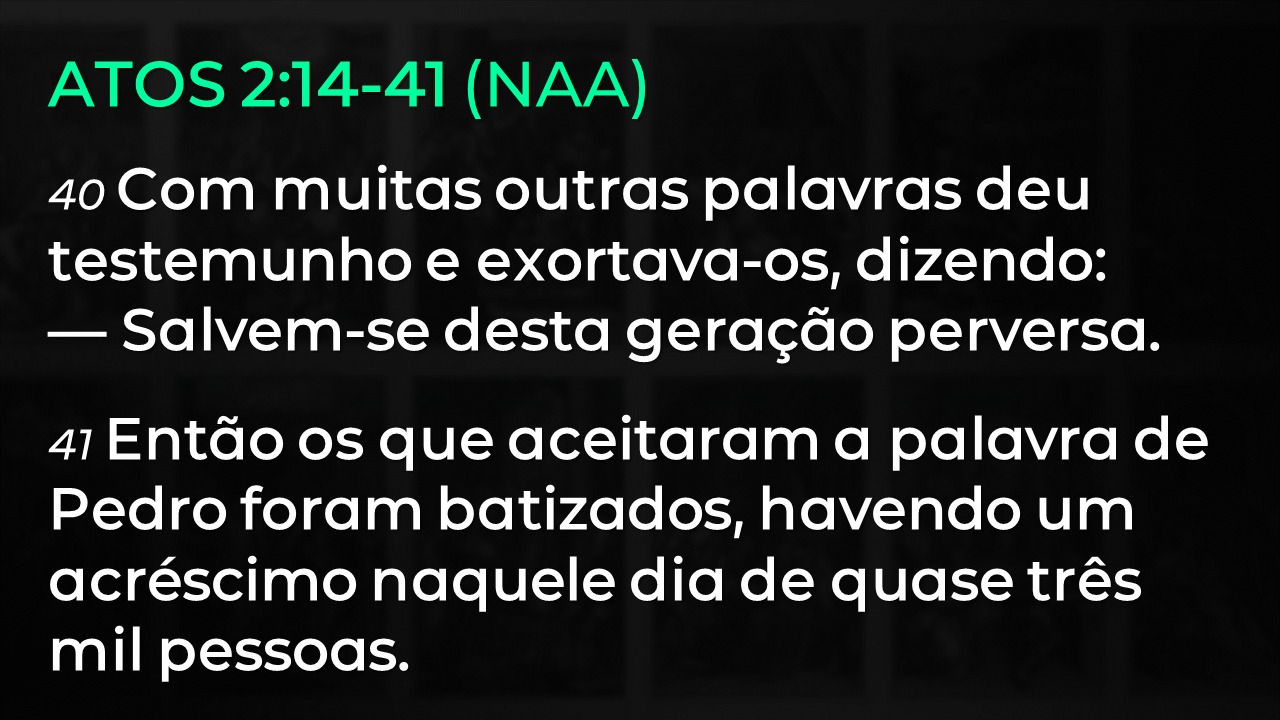 ATOS 2:14-41 (NAA)
40 Com muitas outras palavras deu
testemunho e exortava-os, dizendo:
— Salvem-se desta geração perversa.
41 Então os que aceitaram a palavra de
Pedro foram batizados, havendo um
acréscimo naquele dia de quase três
mil pessoas.